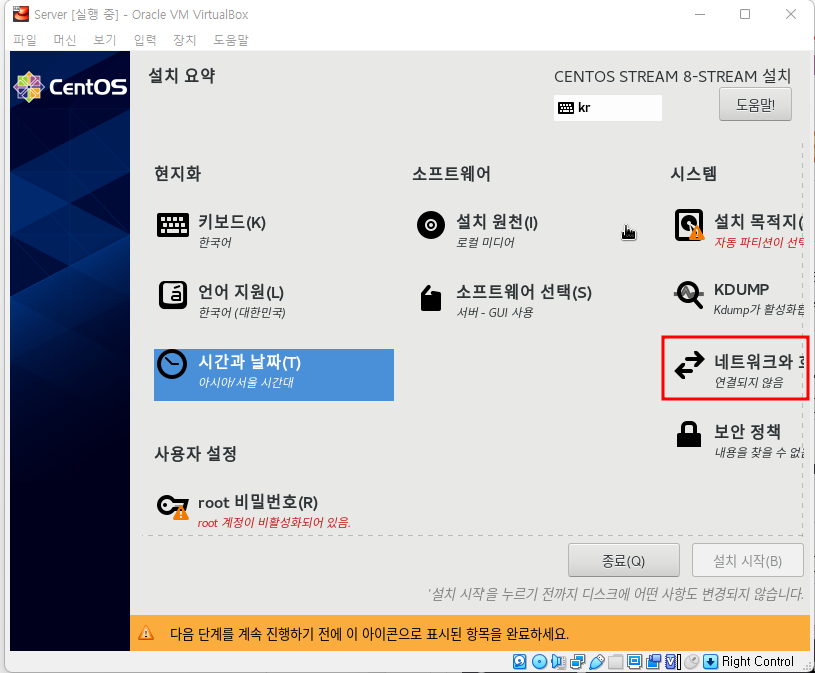 Server [실행 중] - Oracle VM VirtualBox
파일 머신 보기 입력 장치 도움말
CentOS
설치 요약
CENTOS STREAM 8-STREAM 설치
kr
도움말!
현지화
소프트웨어
시스템
키보드(K)
한국어
설치 원천(I)
로컬 미디어
설치 목적지(
자동 파티션이 선택
언어 지원(L)
한국어 (대한민국)
소프트웨어 선택(S)
서버 - GUI 사용
KDUMP
Kdump가 활성화
시간과 날짜(T)
아시아/서울 시간대
네트워크와
연결되지 않음
보안 정책
내용을 찾을 수
사용자 설정
root 비밀번호(R)
root 계정이 비활성화되어 있음.
종료(Q)
설치 시작(B)
'설치 시작'을 누르기 전까지 디스크에 어떤 사항도 변경되지 않습니다.
다음 단계를 계속 진행하기 전에 이 아이콘으로 표시된 항목을 완료하세요.
Right Control